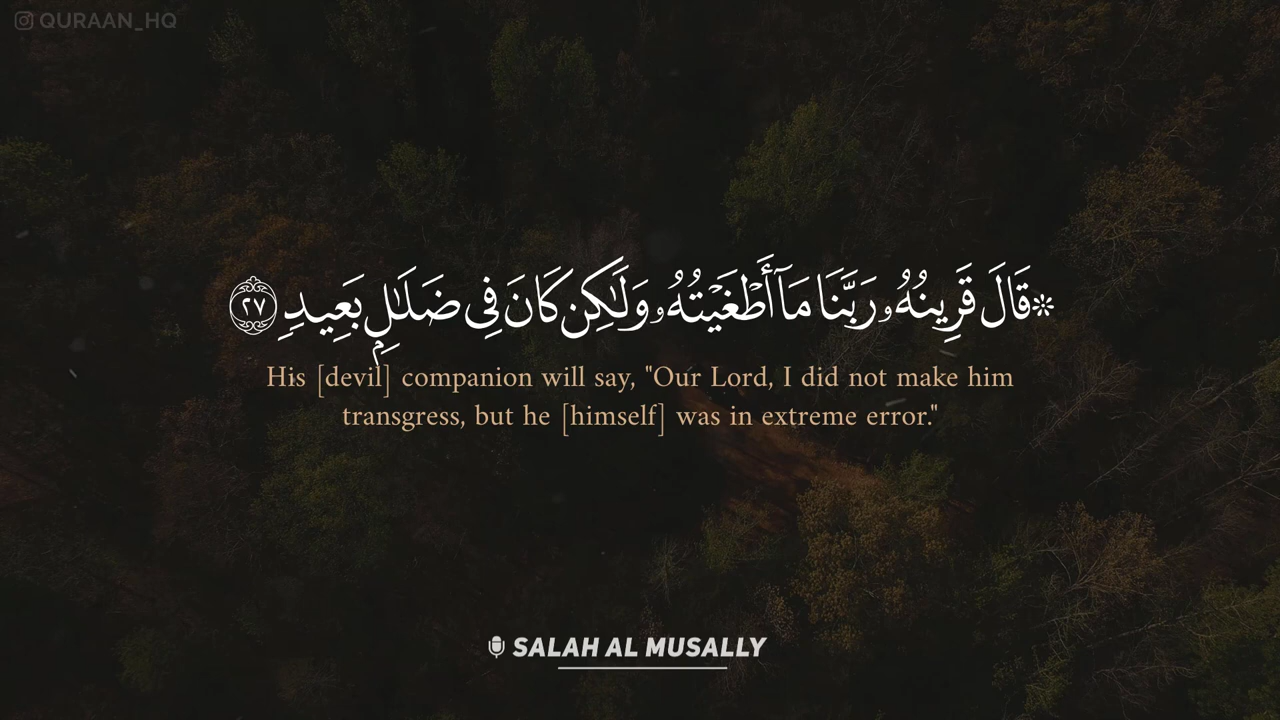 QURAAN_HQ
۞قَالَ قَرِينُهُۥ رَبَّنَا مَآ أَطْغَيْتُهُۥ وَلَـٰكِن كَانَ فِى ضَلَـٰلٍۭ بَعِيدٍ ٢٧
His [devil] companion will say, "Our Lord, I did not make him
transgress, but he [himself] was in extreme error."
SALAH AL MUSALLY